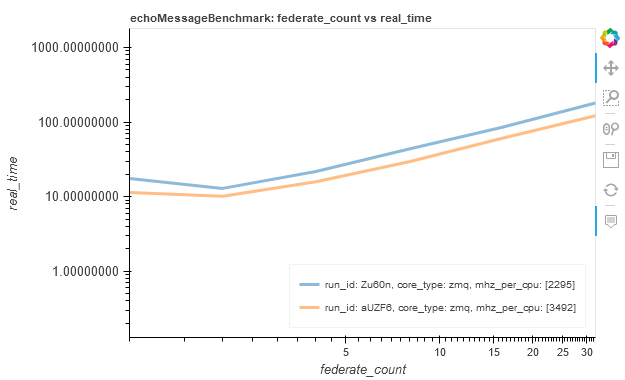 echoMessageBenchmark: federate_count vs real_time
1000.00000000
100.00000000
10.00000000
1.00000000
real_time
run_id: Zu60n, core_type: zmq, mhz_per_cpu: [2295]
run_id: aUZF6, core_type: zmq, mhz_per_cpu: [3492]
5 10 15 20 25 30
federate_count